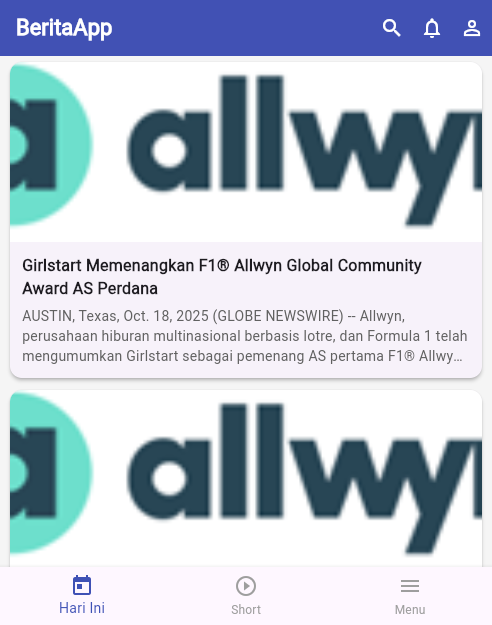 BeritaApp
allwy
Girlstart Memenangkan F1® Allwyn Global Community
Award AS Perdana
AUSTIN, Texas, Oct. 18, 2025 (GLOBE NEWSWIRE) -- Allwyn,
perusahaan hiburan multinasional berbasis lotre, dan Formula 1 telah
mengumumkan Girlstart sebagai pemenang AS pertama F1® Allwy…
allwy
Hari Ini
Short
Menu